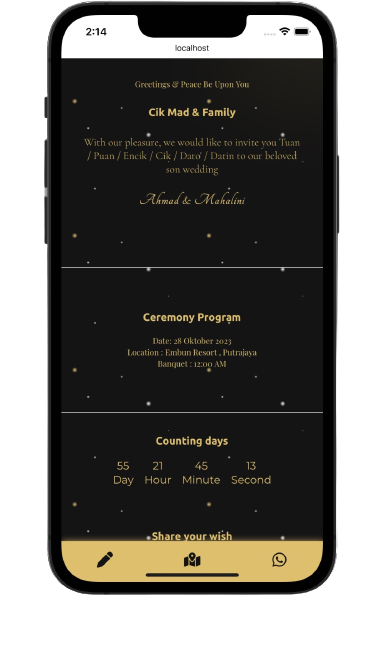 2:14
localhost
Greetings & Peace Be Upon You
Cik Mad & Family
With our pleasure, we would like to invite you Tuan
/ Puan / Encik / Cik / Dato' / Datin to our beloved
son wedding
Ahmad & Mahalini
Ceremony Program
Date: 28 Oktober 2023
Location : Embun Resort , Putrajaya
Banquet : 12:00 AM
Counting days
55 21 45 13
Day Hour Minute Second
Share your wish